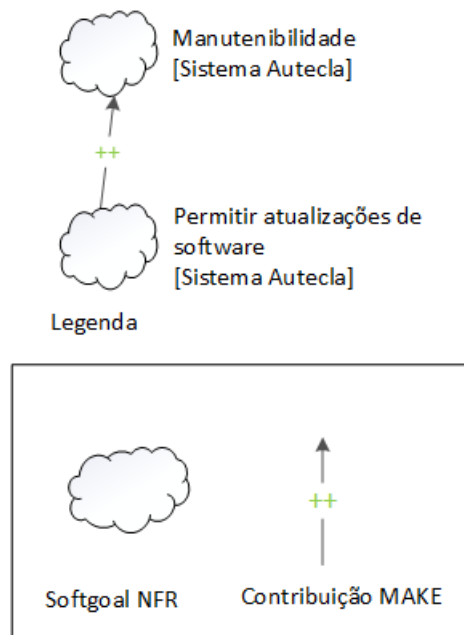 Manutenibilidade
[Sistema Autecla]
++
Permitir atualizações de
software
[Sistema Autecla]
Legenda
++
Softgoal NFR
Contribuição MAKE